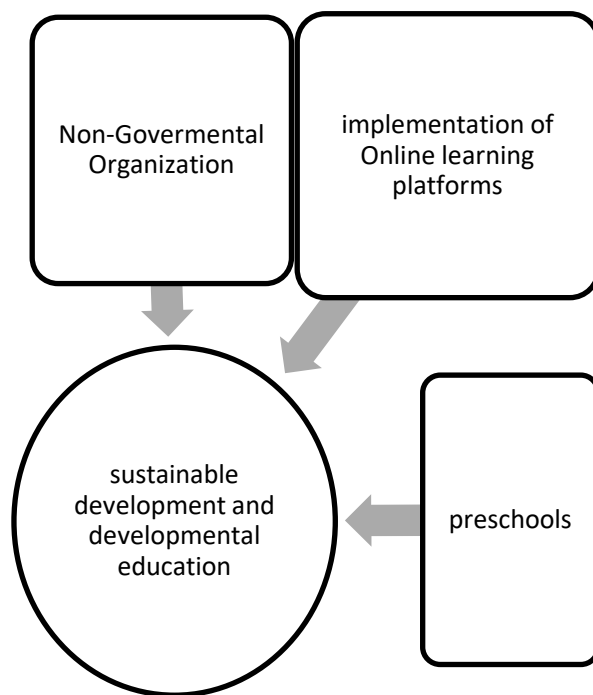 Non-Govermental
Organization
implementation of
Online learning
platforms
sustainable
development and
developmental
education
preschools